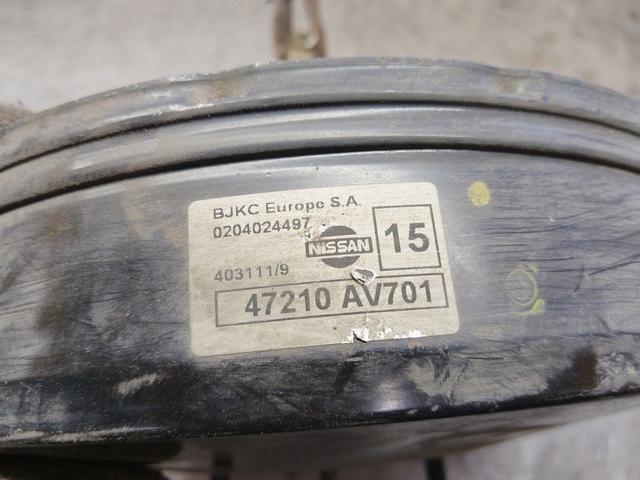 BJKC Europe S.A.
0204024497
NISSAN
15
403111/9
47210 AV701